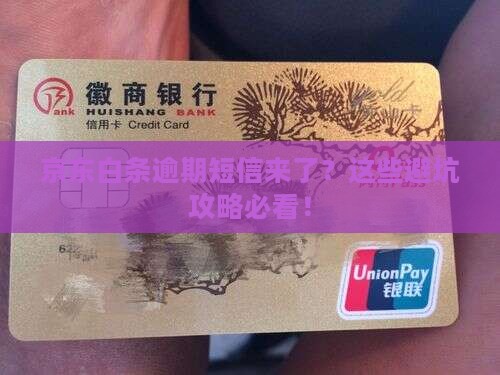 徽商银行
HUISHANG BANK
信用卡 Credit Card
京东白条逾期短信来了？这些避坑
攻略必看！
62
UnionPay
银联